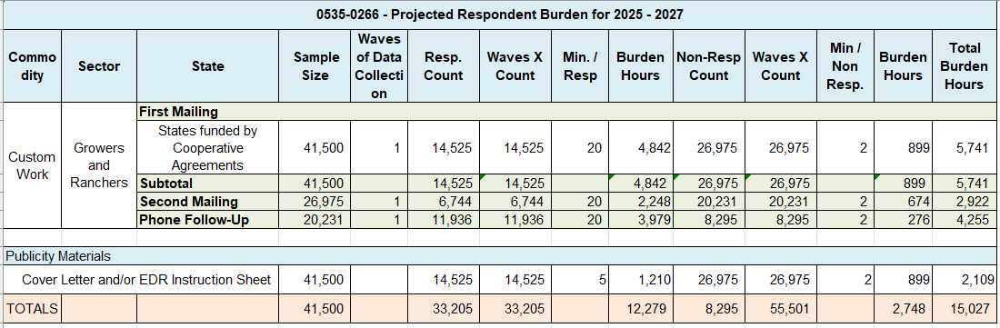 0535-0266 - Projected Respondent Burden for 2025 - 2027
Commo dity Sector State Sample Size Waves of Data Collecti on Resp. Count Waves X Count Min. / Resp Burden Hours Non-Resp Count Waves X Count Min / Non Resp. Burden Hours Total Burden Hours
Custom Work Growers and Ranchers First Mailing
States funded by Cooperative Agreements 41,500 1 14,525 14,525 20 4,842 26,975 26,975 2 899 5,741
Subtotal 41,500 14,525 14,525 4,842 26,975 26,975 899 5,741
Second Mailing 26,975 1 6,744 6,744 20 2,248 20,231 20,231 2 674 2,922
Phone Follow-Up 20,231 1 11,936 11,936 20 3,979 8,295 8,295 2 276 4,255
Publicity Materials
Cover Letter and/or EDR Instruction Sheet 41,500 14,525 14,525 5 1,210 26,975 26,975 2 899 2,109
TOTALS 41,500 33,205 33,205 12,279 8,295 55,501 2,748 15,027